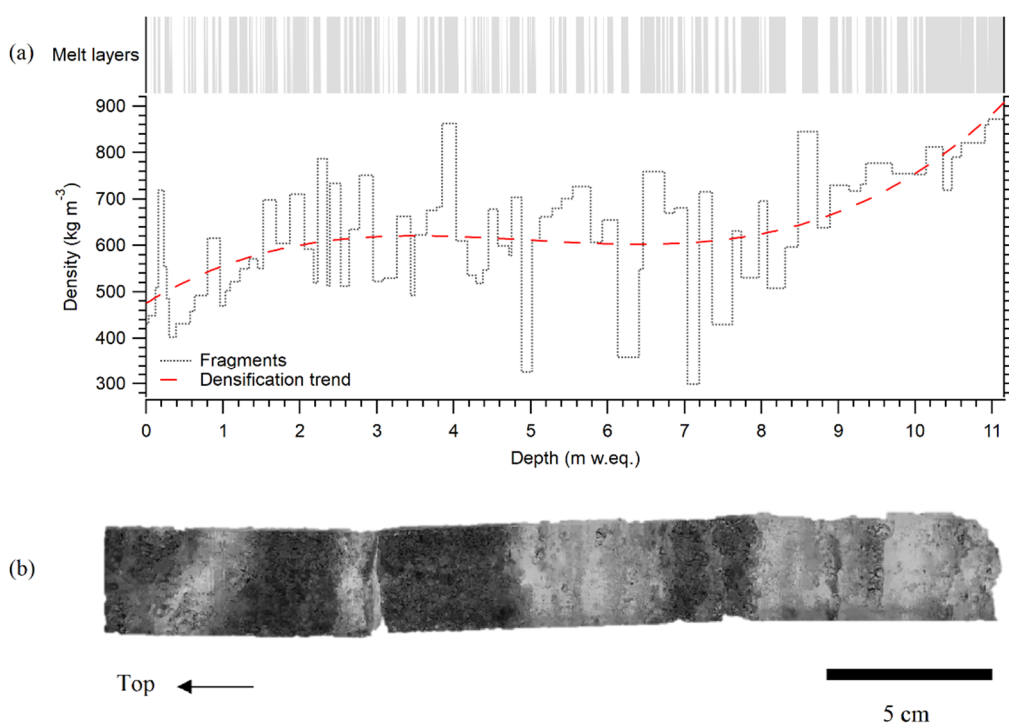 (a)
Melt layers
900
800
700
600
500
400
300
Density (kg m⁻³)
Fragments
Densification trend
0 1 2 3 4 5 6 7 8 9 10 11
Depth (m w.eq.)
(b)
Top
5 cm